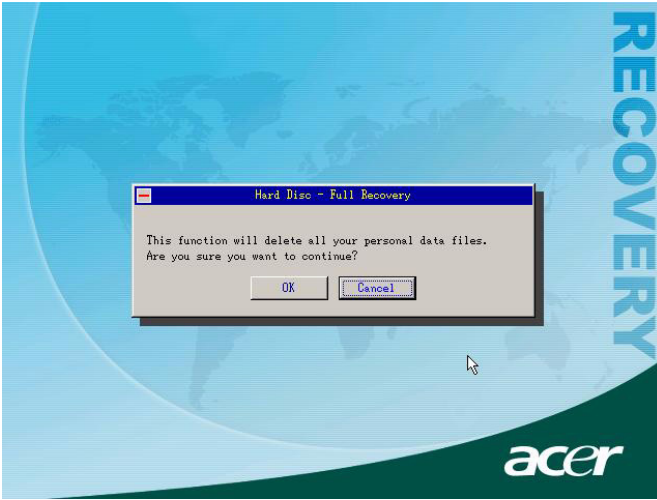 RECOVERY
Hard Disc - Full Recovery
This function will delete all your personal data files.
Are you sure you want to continue?
OK
Cancel
acer